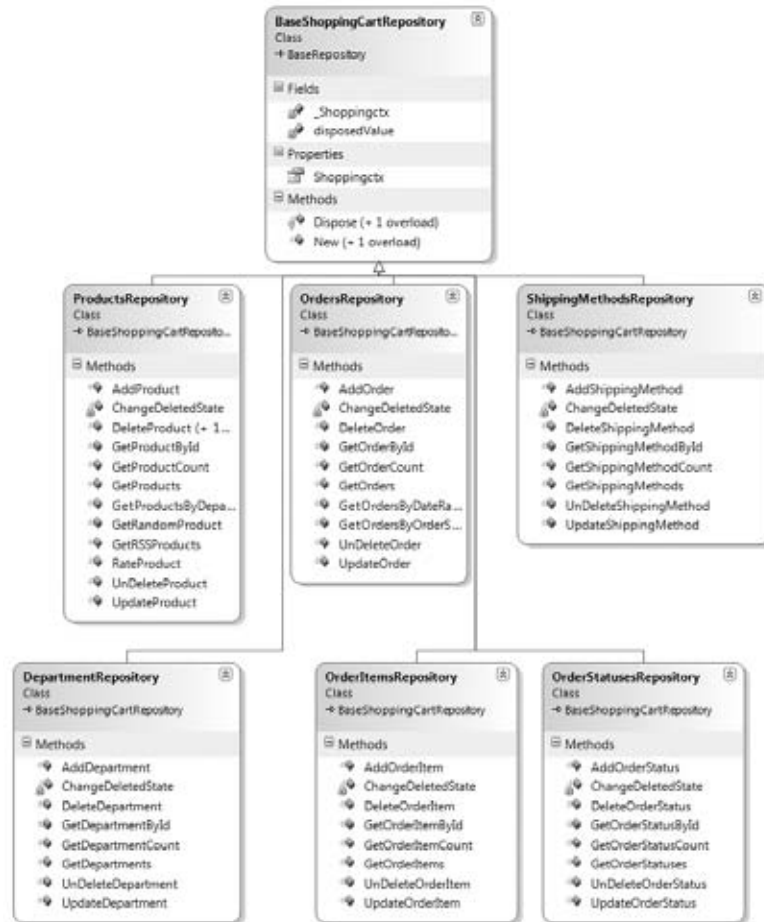 BaseShoppingCartRepository
Class
BaseRepository
Fields
_Shoppingctx
disposedValue
Properties
Shoppingctx
Methods
Dispose (+ 1 overload)
New (+ 1 overload)
ProductsRepository
Class
BaseShoppingCartReposito...
Methods
AddProduct
ChangeDeletedState
DeleteProduct (+ 1...
GetProductById
GetProductCount
GetProducts
GetProductsByDepa...
GetRandomProduct
GetRSSProducts
RateProduct
UnDeleteProduct
UpdateProduct
OrdersRepository
Class
BaseShoppingCartReposito...
Methods
AddOrder
ChangeDeletedState
DeleteOrder
GetOrderById
GetOrderCount
GetOrders
GetOrdersByDateRa...
GetOrdersByOrderS...
UnDeleteOrder
UpdateOrder
ShippingMethodsRepository
Class
BaseShoppingCartRepository
Methods
AddShippingMethod
ChangeDeletedState
DeleteShippingMethod
GetShippingMethodById
GetShippingMethodCount
GetShippingMethods
UnDeleteShippingMethod
UpdateShippingMethod
DepartmentRepository
Class
BaseShoppingCartRepository
Methods
AddDepartment
ChangeDeletedState
DeleteDepartment
GetDepartmentById
GetDepartmentCount
GetDepartments
UnDeleteDepartment
UpdateDepartment
OrderItemsRepository
Class
BaseShoppingCartRepository
Methods
AddOrderItem
ChangeDeletedState
DeleteOrderItem
GetOrderItemById
GetOrderItemCount
GetOrderItems
UnDeleteOrderItem
UpdateOrderItem
OrderStatusesRepository
Class
BaseShoppingCartRepository
Methods
AddOrderStatus
ChangeDeletedState
DeleteOrderStatus
GetOrderStatusById
GetOrderStatusCount
GetOrderStatuses
UnDeleteOrderStatus
UpdateOrderStatus